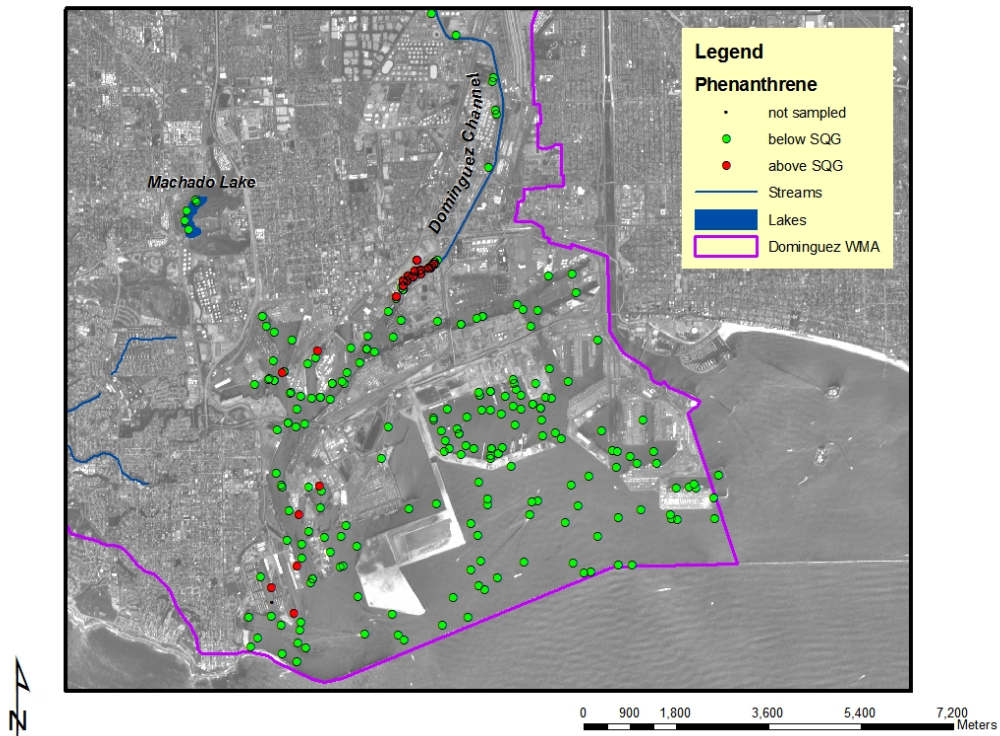 Legend
Phenanthrene
not sampled
below SQG
above SQG
Streams
Lakes
Dominguez WMA
Dominguez Channel
Machado Lake
N
0 900 1,800 3,600 5,400 7,200
Meters